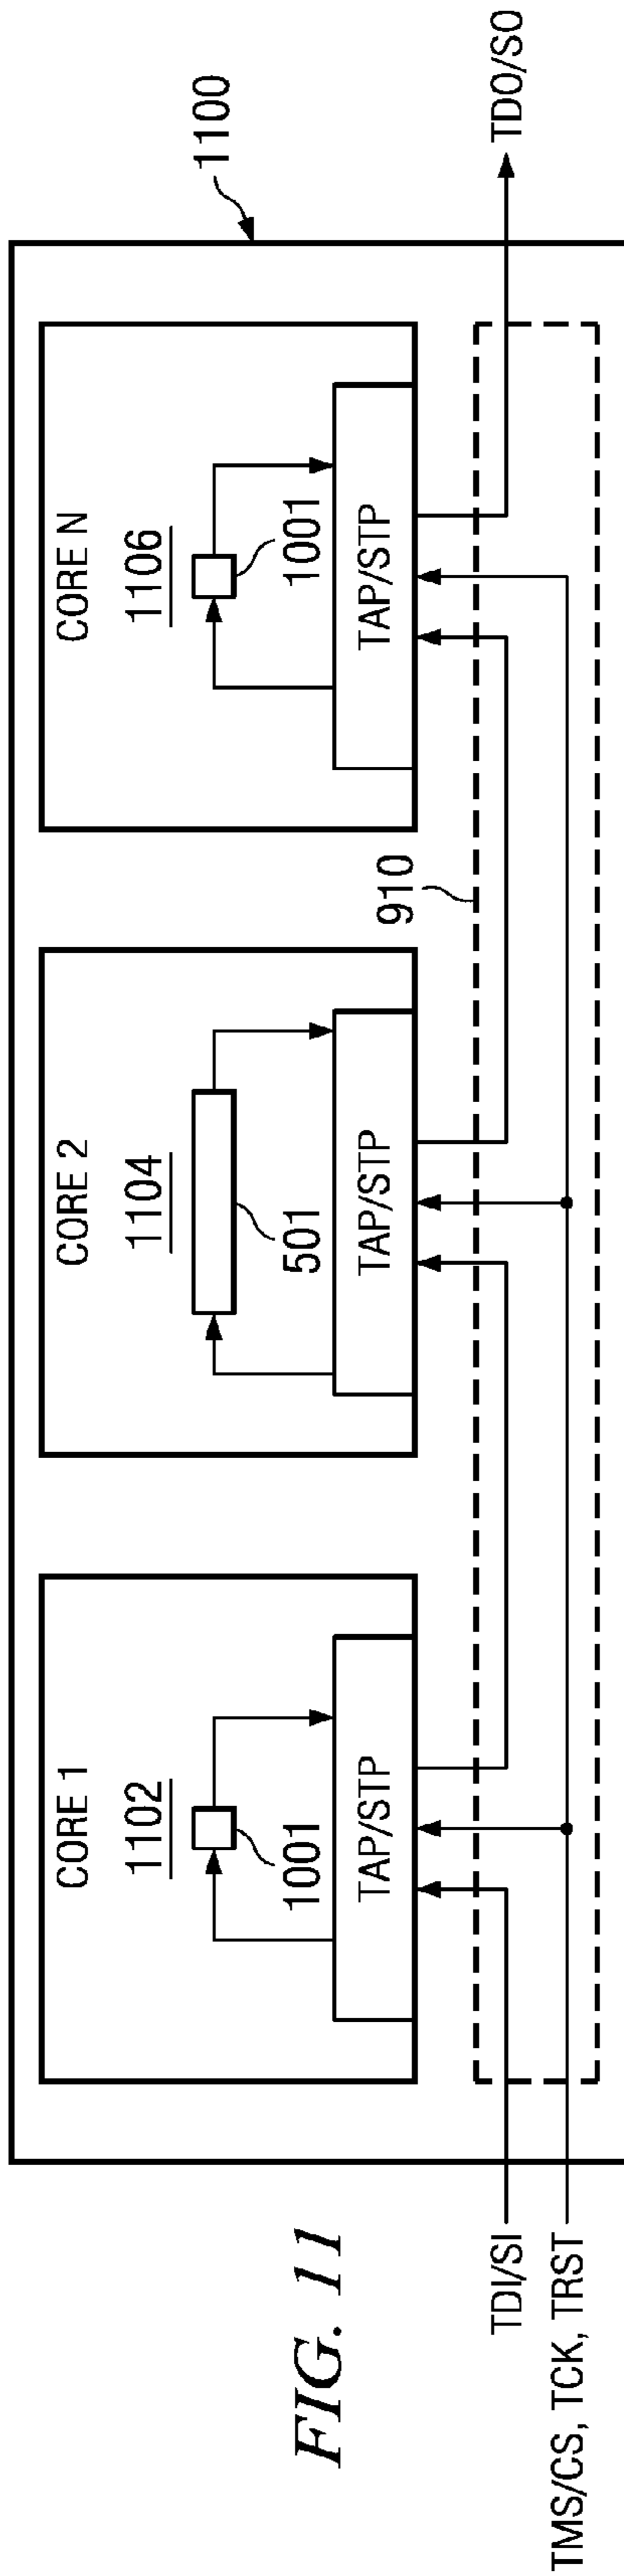 1100
CORE 1
1102
1001
TAP/STP
CORE 2
1104
501
TAP/STP
CORE N
1106
1001
TAP/STP
910
TDI/SI
TMS/CS, TCK, TRST
TDO/SO
FIG. 11